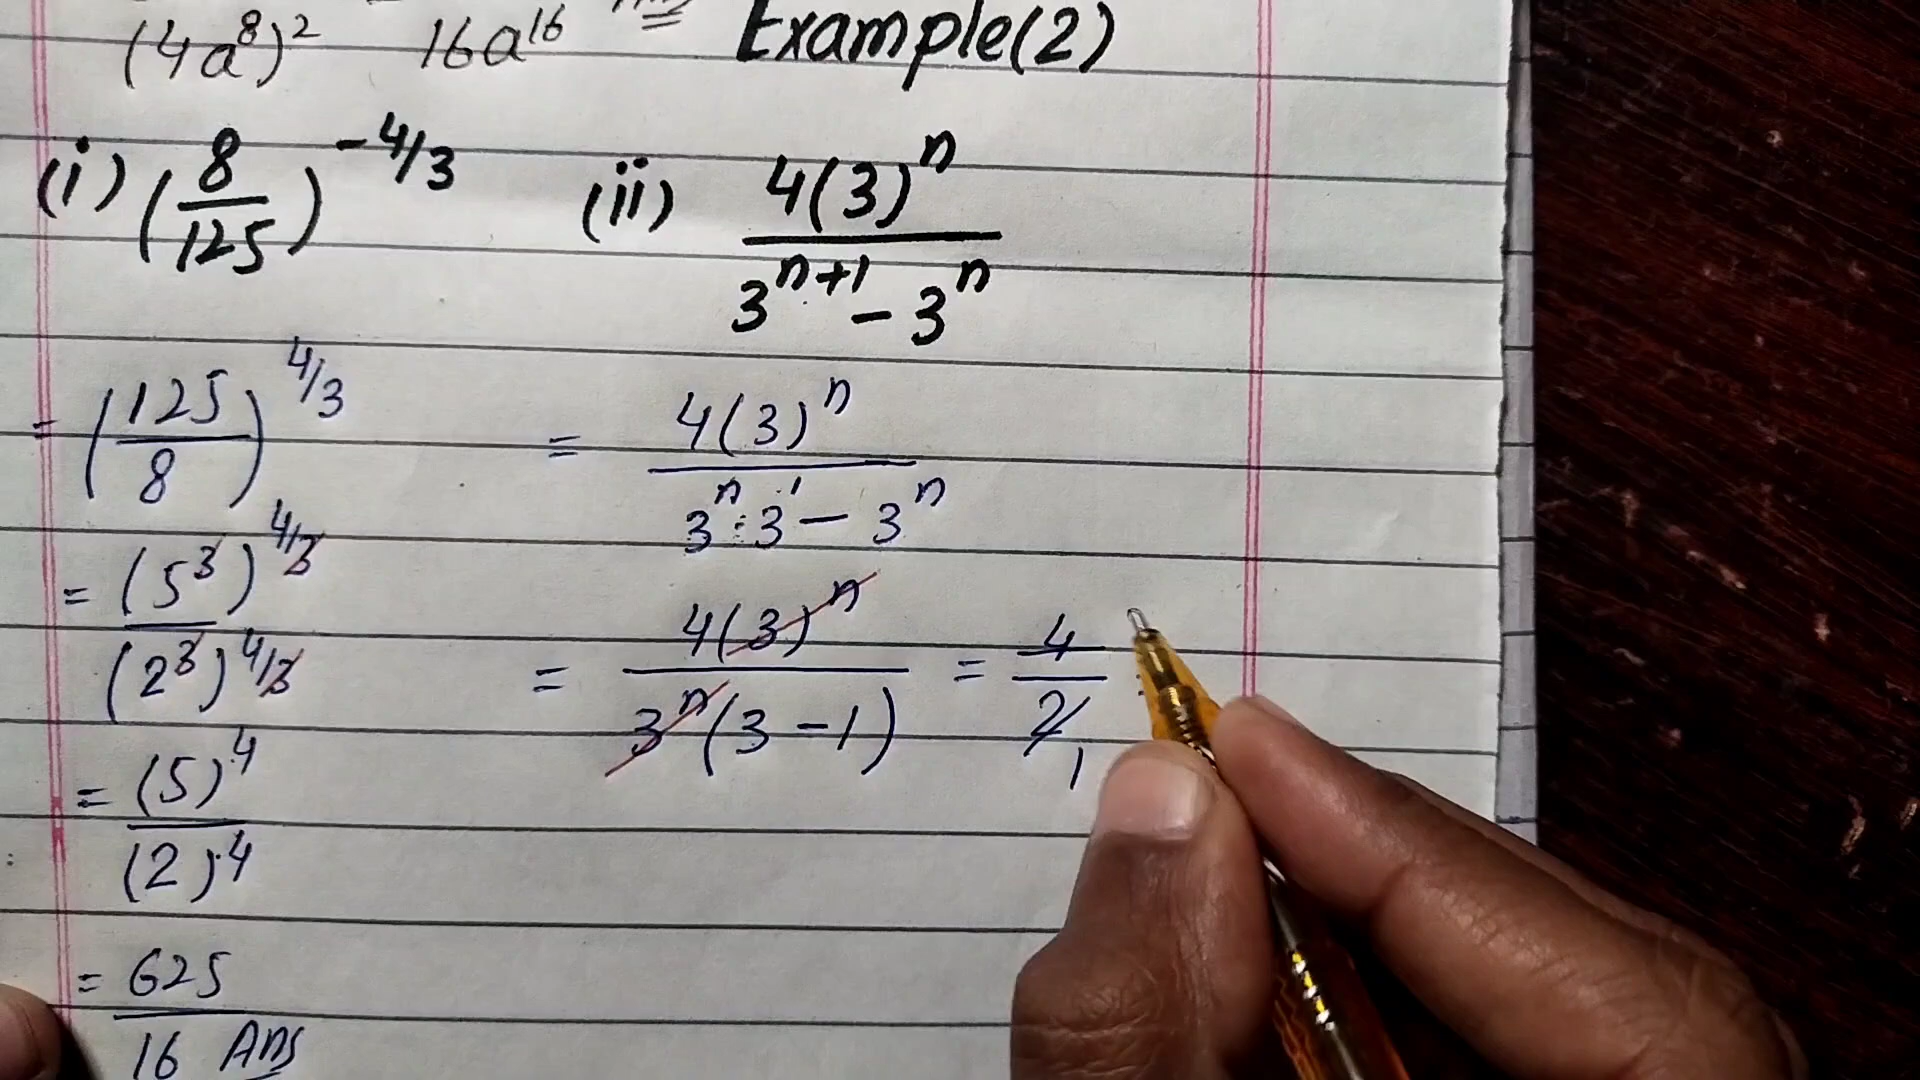 (4a⁸)² 16a¹⁶ Example(2)
(i) (8/125)^-4/3
= (125/8)^4/3
= (5³)^4/3 / (2³)^4/3
= (5)⁴ / (2)⁴
= 625/16 Ans
(ii) 4(3)ⁿ / 3ⁿ⁺¹ - 3ⁿ
= 4(3)ⁿ / 3ⁿ·3¹ - 3ⁿ
= 4(3)ⁿ / 3ⁿ(3-1) = 4/2 1